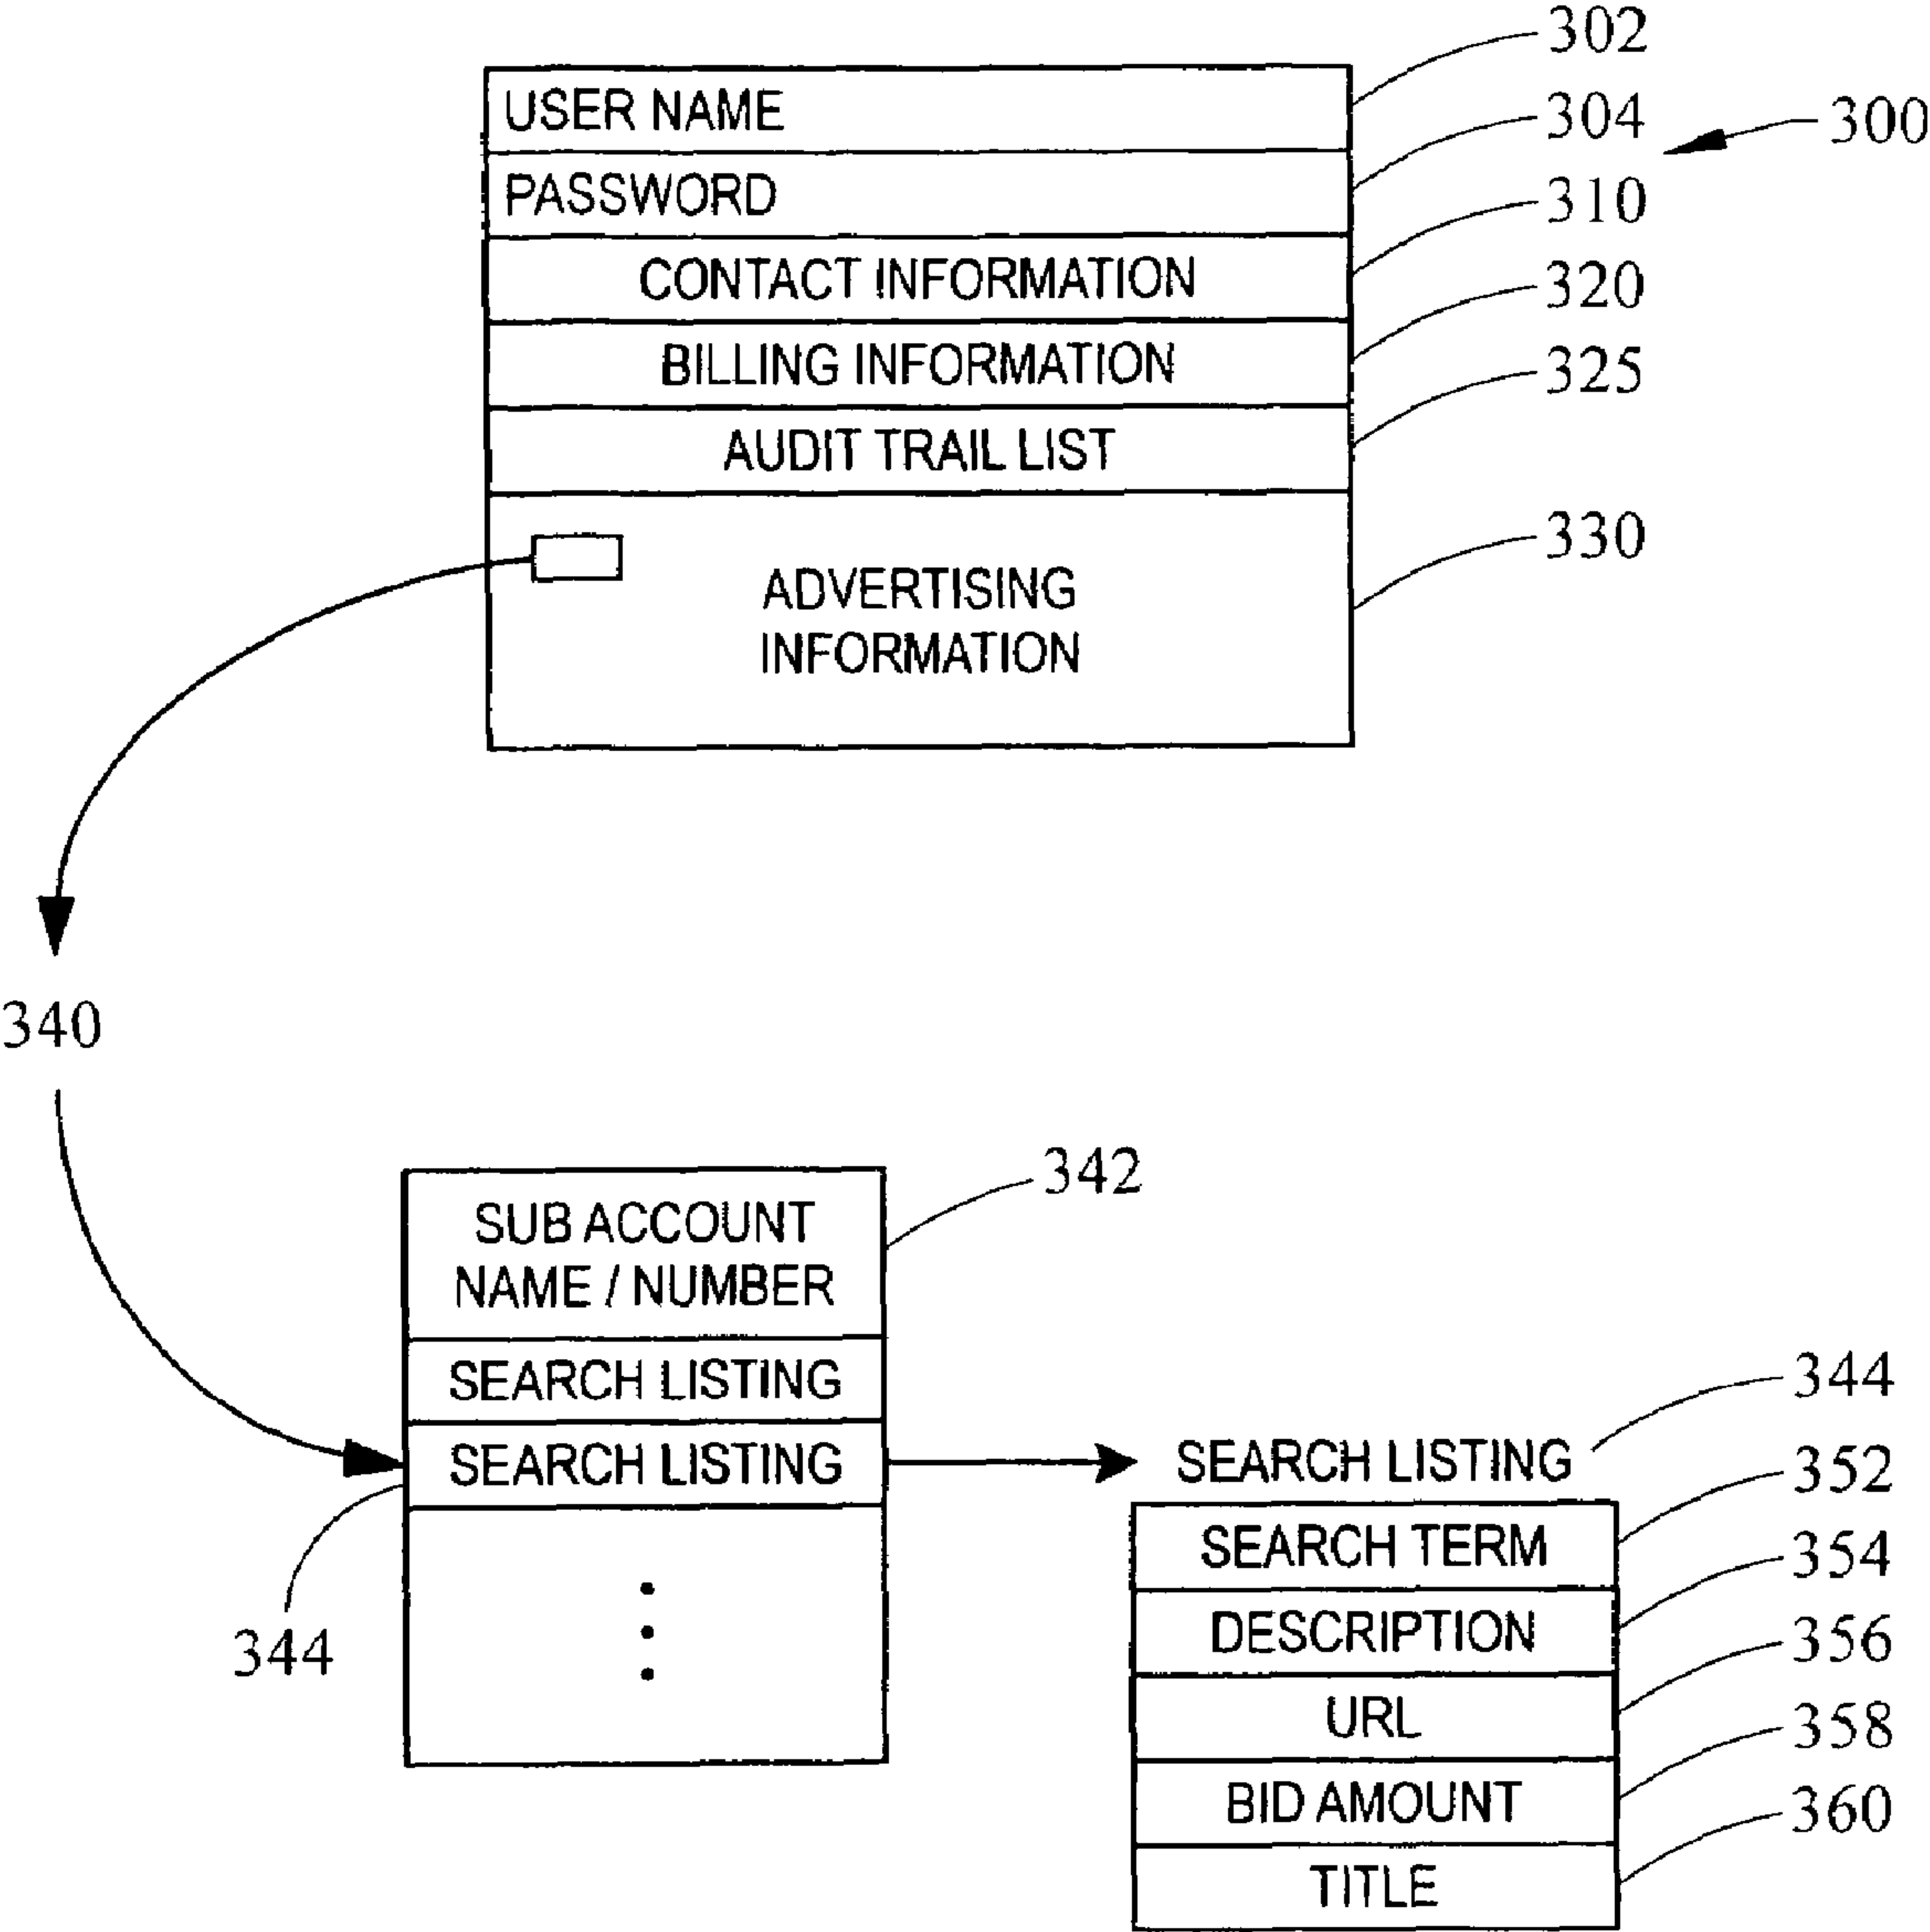 302
USER NAME
304
300
PASSWORD
310
CONTACT INFORMATION
320
BILLING INFORMATION
325
AUDIT TRAIL LIST
330
ADVERTISING
INFORMATION
340
342
SUB ACCOUNT
NAME / NUMBER
SEARCH LISTING
344
SEARCH LISTING
SEARCH LISTING
352
SEARCH TERM
354
344
DESCRIPTION
356
URL
358
BID AMOUNT
360
TITLE